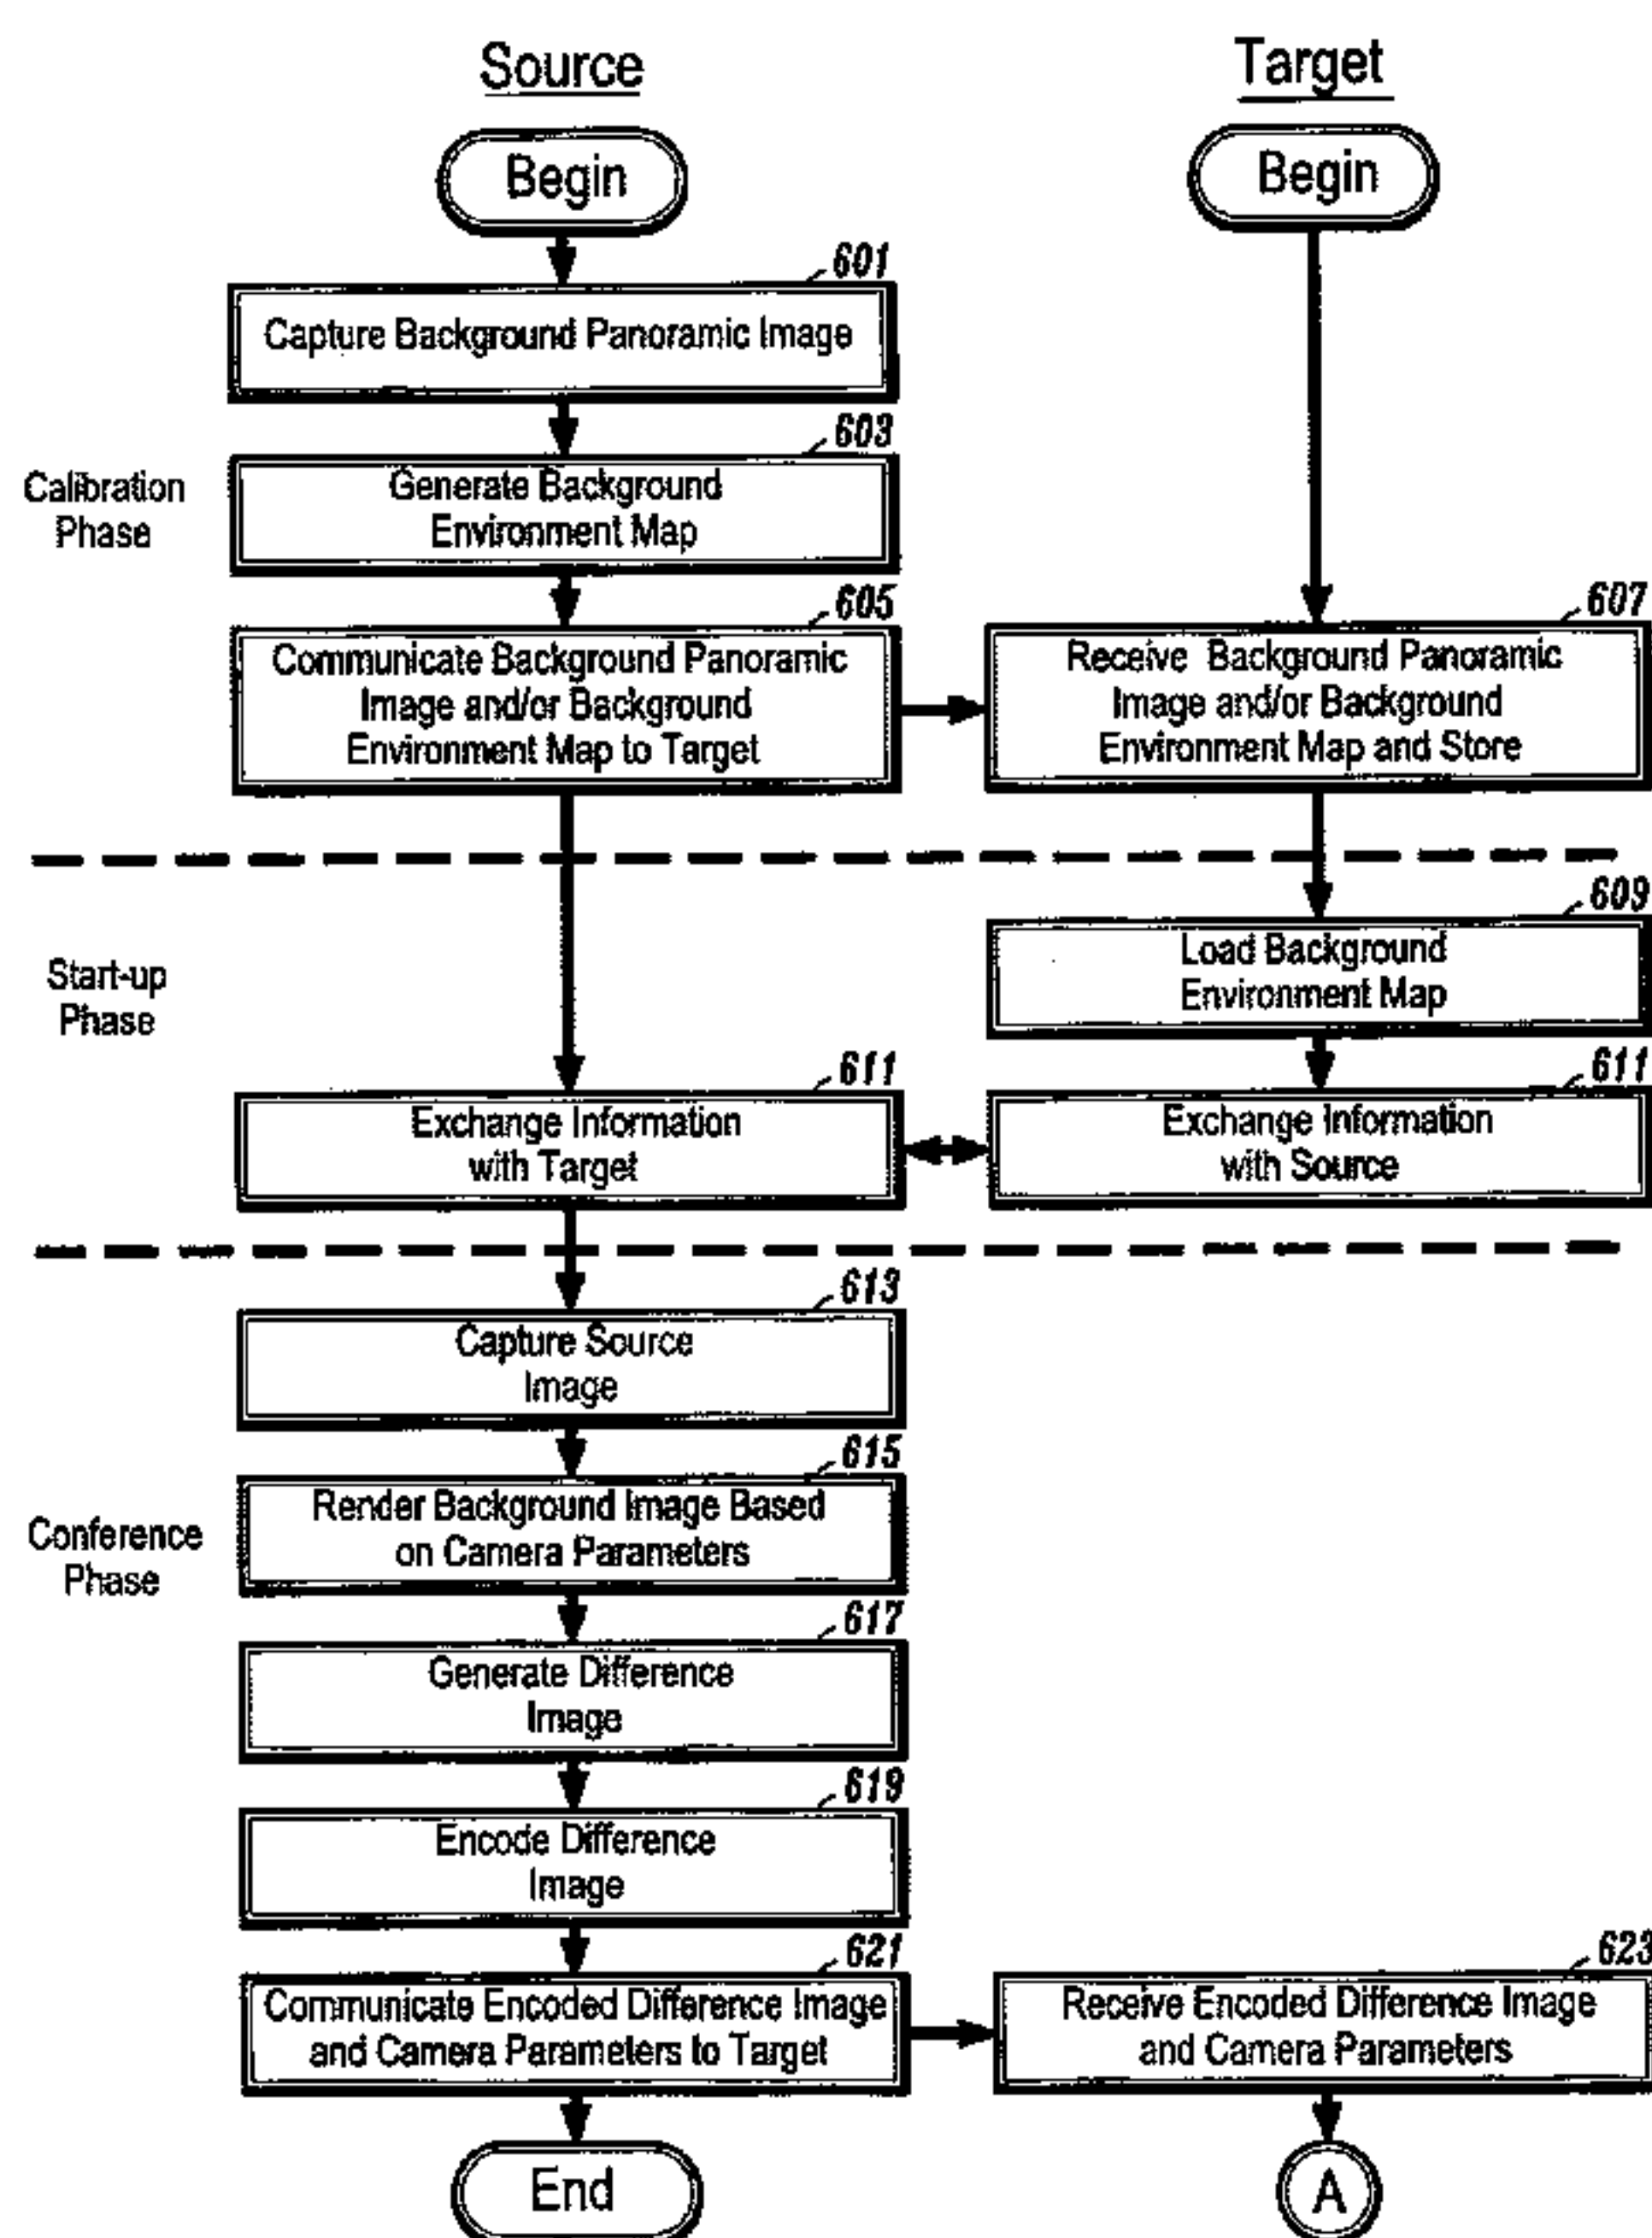 Source
Target
Begin
Begin
601
Capture Background Panoramic Image
603
Calibration
Phase
Generate Background
Environment Map
605
Communicate Background Panoramic
Image and/or Background
Environment Map to Target
607
Receive Background Panoramic
Image and/or Background
Environment Map and Store
Start-up
Phase
609
Load Background
Environment Map
611
Exchange Information
with Target
611
Exchange Information
with Source
Conference
Phase
613
Capture Source
Image
615
Render Background Image Based
on Camera Parameters
617
Generate Difference
Image
619
Encode Difference
Image
621
Communicate Encoded Difference Image
and Camera Parameters to Target
623
Receive Encoded Difference Image
and Camera Parameters
End
A